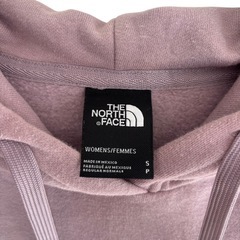 THE
NORTH
FACE
WOMENS/FEMMES
MADE IN MEXICO S
FABRIQUÉ AU MEXIQUE P
REGULAR NORMALE